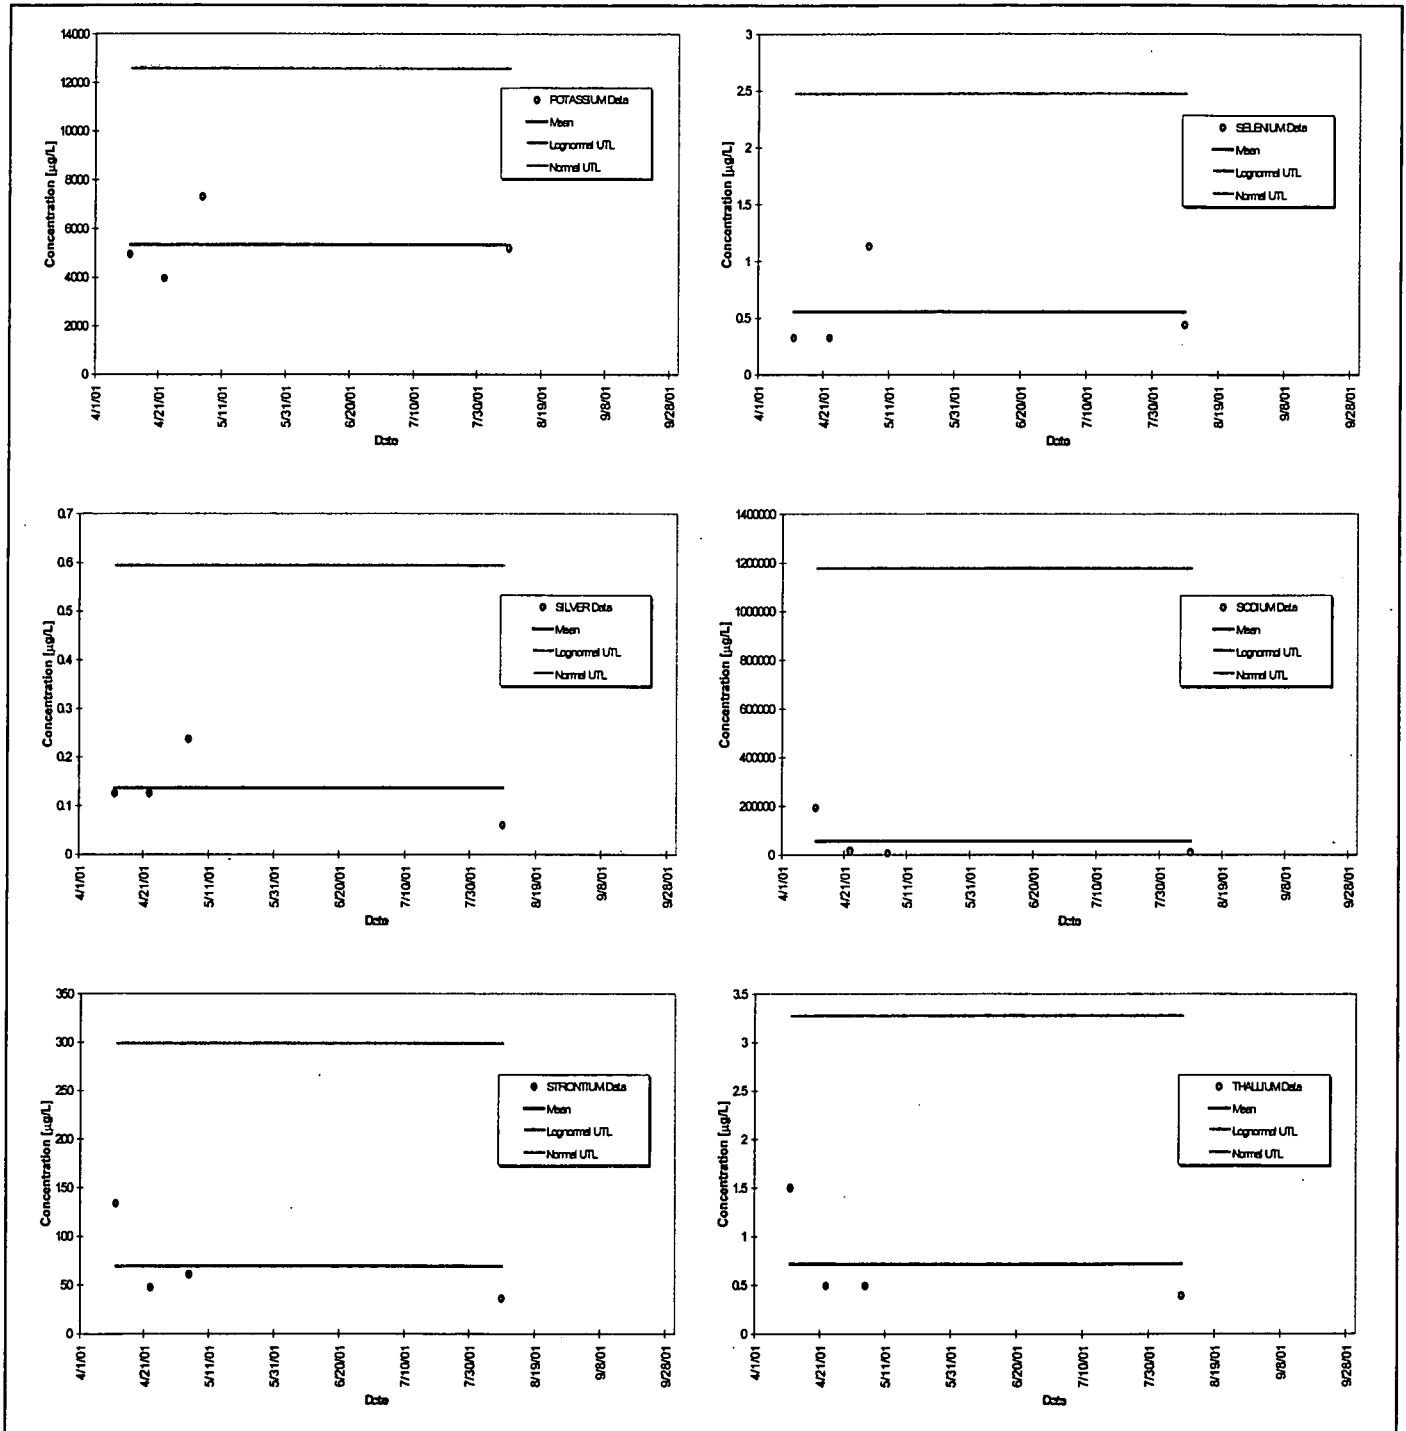 14000
12000
10000
8000
6000
4000
2000
0
Concentration [µg/L]
POTASSIUM Data
Mean
Lognormal UTL
Normal UTL
4/1/01
4/21/01
5/11/01
5/31/01
6/20/01
7/10/01
7/30/01
8/19/01
9/8/01
9/28/01
Date
3
2.5
2
1.5
1
0.5
0
Concentration [µg/L]
SELENIUM Data
Mean
Lognormal UTL
Normal UTL
4/1/01
4/21/01
5/11/01
5/31/01
6/20/01
7/10/01
7/30/01
8/19/01
9/8/01
9/28/01
Date
0.7
0.6
0.5
0.4
0.3
0.2
0.1
0
Concentration [µg/L]
SILVER Data
Mean
Lognormal UTL
Normal UTL
4/1/01
4/21/01
5/11/01
5/31/01
6/20/01
7/10/01
7/30/01
8/19/01
9/8/01
9/28/01
Date
1400000
1200000
1000000
800000
600000
400000
200000
0
Concentration [µg/L]
SODIUM Data
Mean
Lognormal UTL
Normal UTL
4/1/01
4/21/01
5/11/01
5/31/01
6/20/01
7/10/01
7/30/01
8/19/01
9/8/01
9/28/01
Date
350
300
250
200
150
100
50
0
Concentration [µg/L]
STRONTIUM Data
Mean
Lognormal UTL
Normal UTL
4/1/01
4/21/01
5/11/01
5/31/01
6/20/01
7/10/01
7/30/01
8/19/01
9/8/01
9/28/01
Date
3.5
3
2.5
2
1.5
1
0.5
0
Concentration [µg/L]
THALLIUM Data
Mean
Lognormal UTL
Normal UTL
4/1/01
4/21/01
5/11/01
5/31/01
6/20/01
7/10/01
7/30/01
8/19/01
9/8/01
9/28/01
Date